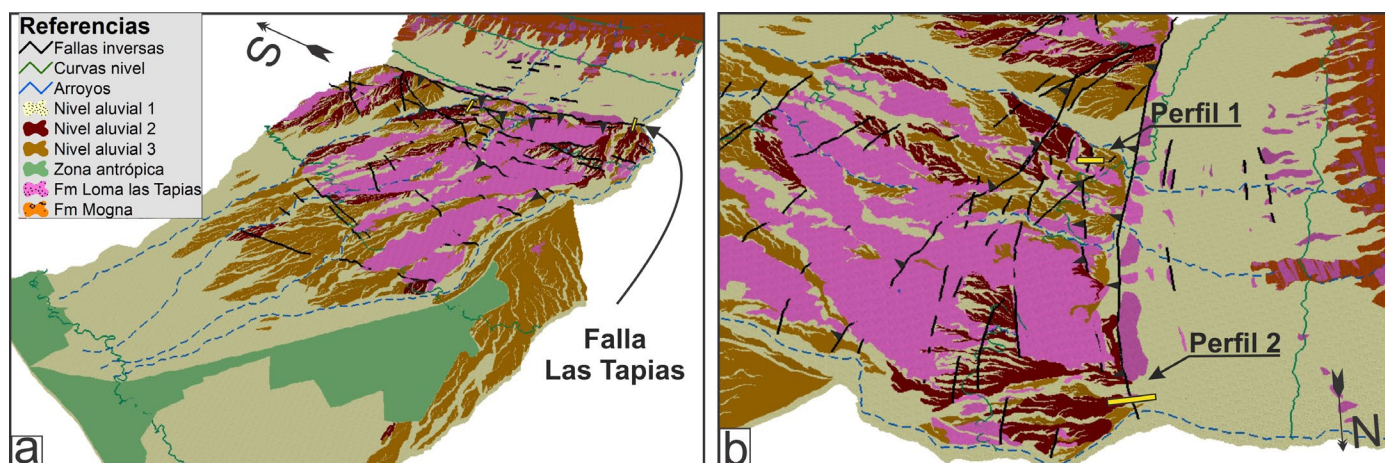 Referencias
Fallas inversas
Curvas nivel
Arroyos
Nivel aluvial 1
Nivel aluvial 2
Nivel aluvial 3
Zona antrópica
Fm Loma las Tapias
Fm Mogna
S
Falla
Las Tapias
a
Perfil 1
Perfil 2
N
b